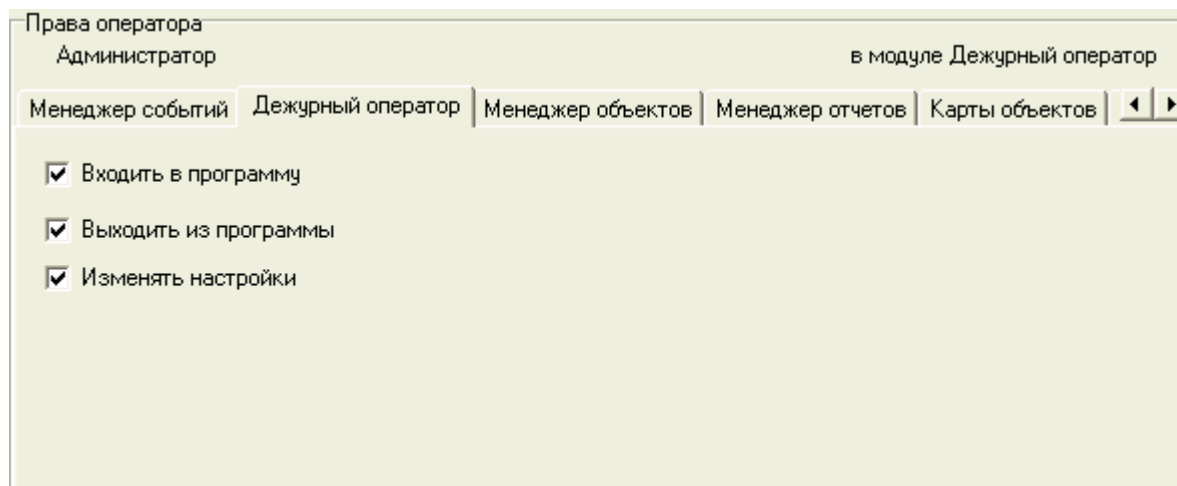 Права оператора
Администратор в модуле Дежурный оператор
Менеджер событий Дежурный оператор Менеджер объектов Менеджер отчетов Карты объектов
Входить в программу
Выходить из программы
Изменять настройки